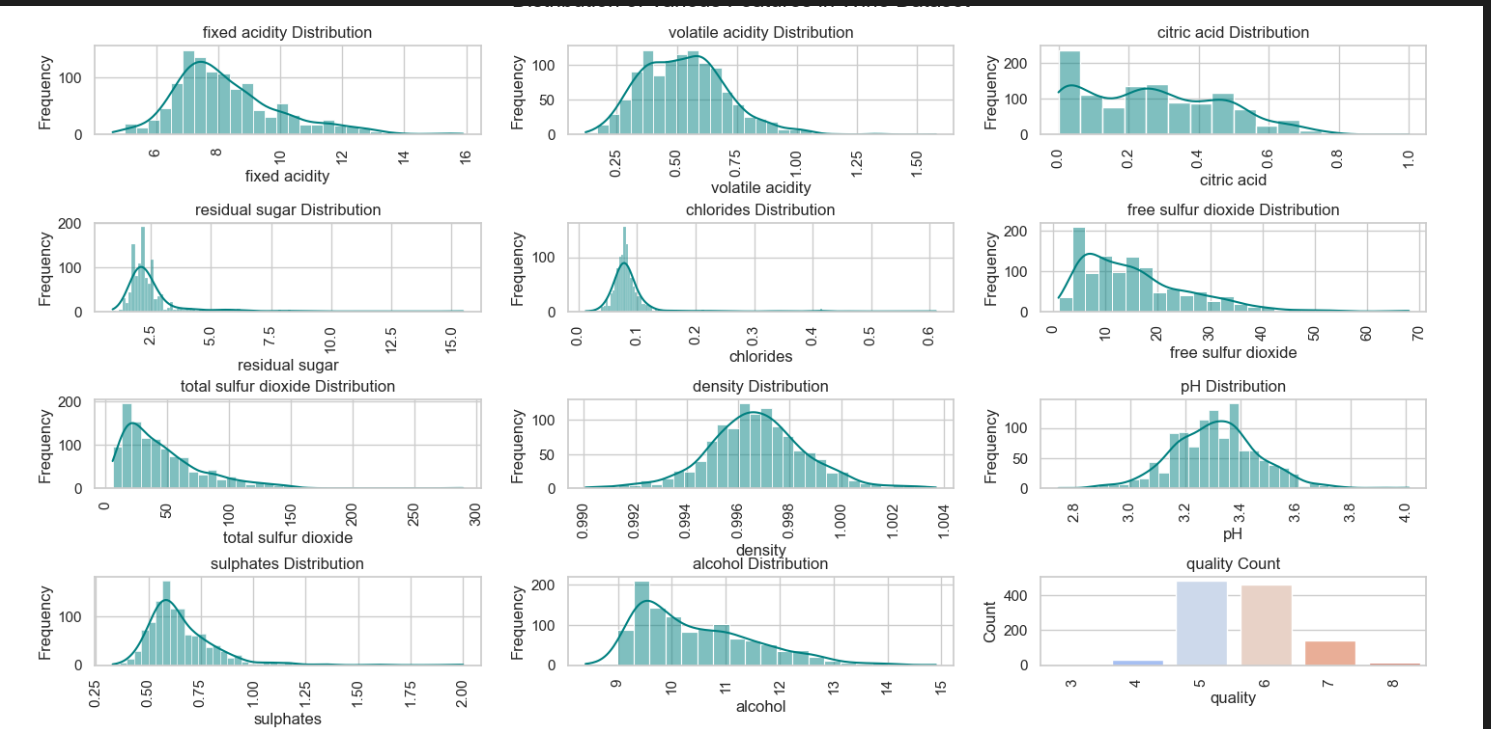 Distribution of Various Features in Wine Dataset
fixed acidity Distribution
Frequency
100
0
6 8 10 12 14 16
fixed acidity
volatile acidity Distribution
Frequency
100
50
0
0.25 0.50 0.75 1.00 1.25 1.50
volatile acidity
citric acid Distribution
Frequency
200
100
0
0.0 0.2 0.4 0.6 0.8 1.0
citric acid
residual sugar Distribution
Frequency
200
100
0
2.5 5.0 7.5 10.0 12.5 15.0
residual sugar
chlorides Distribution
Frequency
100
0
0.0 0.1 0.2 0.3 0.4 0.5 0.6
chlorides
free sulfur dioxide Distribution
Frequency
200
100
0
0 10 20 30 40 50 60 70
free sulfur dioxide
total sulfur dioxide Distribution
Frequency
200
100
0
0 50 100 150 200 250 300
total sulfur dioxide
density Distribution
Frequency
100
50
0
0.990 0.992 0.994 0.996 0.998 1.000 1.002 1.004
density
pH Distribution
Frequency
100
50
0
2.8 3.0 3.2 3.4 3.6 3.8 4.0
pH
sulphates Distribution
Frequency
100
0
0.25 0.50 0.75 1.00 1.25 1.50 1.75 2.00
sulphates
alcohol Distribution
Frequency
200
100
0
9 10 11 12 13 14 15
alcohol
quality Count
Count
400
200
0
3 4 5 6 7 8
quality